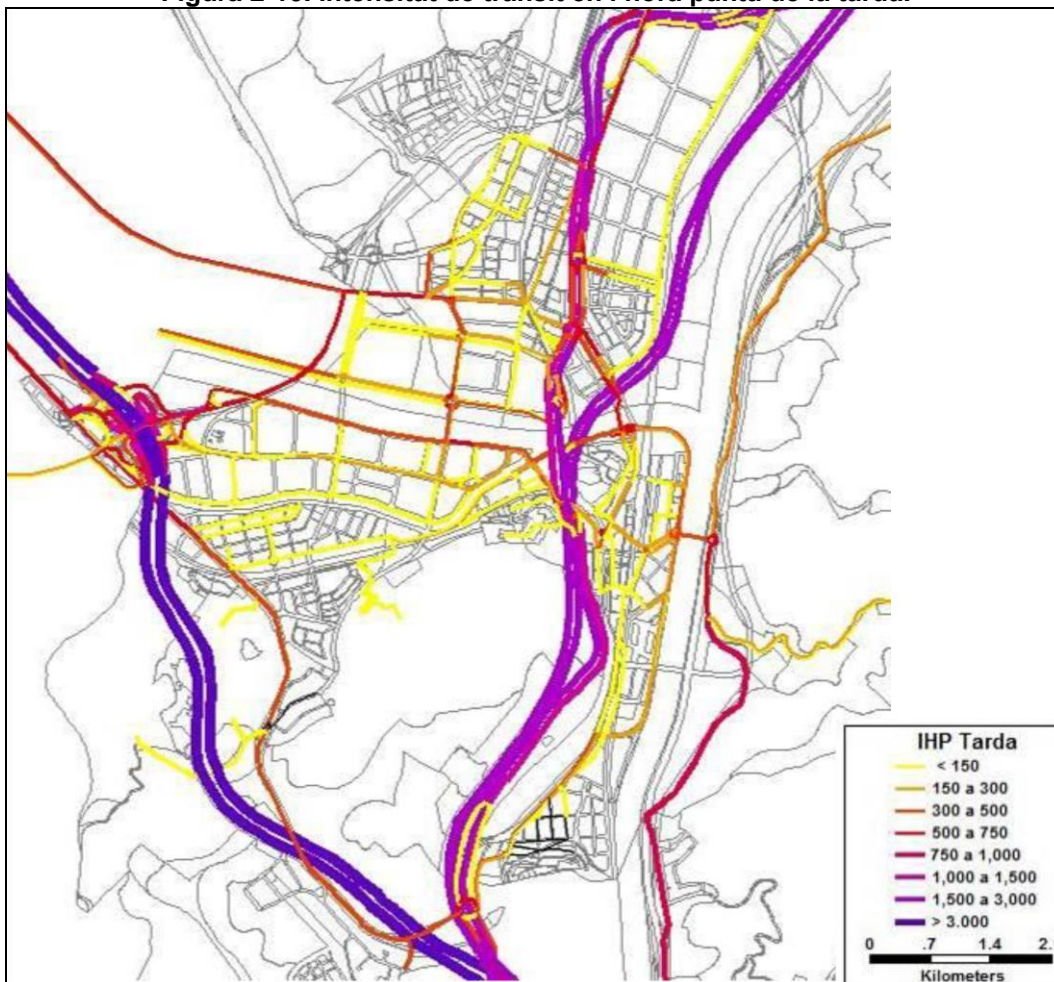 IHP Tarda
< 150
150 a 300
300 a 500
500 a 750
750 a 1,000
1,000 a 1,500
1,500 a 3,000
> 3.000
0 .7 1.4 2.
Kilometers